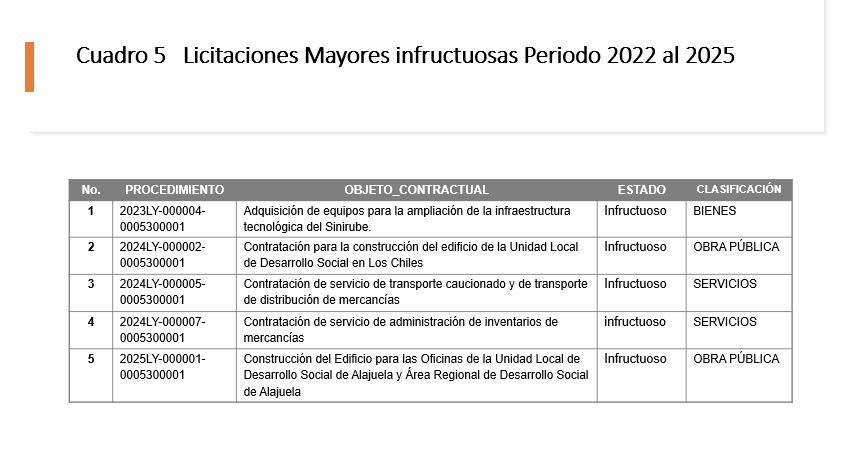 Cuadro 5 Licitaciones Mayores infructuosas Periodo 2022 al 2025
No. PROCEDIMIENTO OBJETO_CONTRACTUAL ESTADO CLASIFICACIÓN
1 2023LY-000004- Adquisición de equipos para la ampliación de la infraestructura Infructuoso BIENES
0005300001 tecnológica del Sinirube.
2 2024LY-000002- Contratación para la construcción del edificio de la Unidad Local Infructuoso OBRA PÚBLICA
0005300001 de Desarrollo Social en Los Chiles
3 2024LY-000005- Contratación de servicio de transporte caucionado y de transporte Infructuoso SERVICIOS
0005300001 de distribución de mercancías
4 2024LY-000007- Contratación de servicio de administración de inventarios de infructuoso SERVICIOS
0005300001 mercancías
5 2025LY-000001- Construcción del Edificio para las Oficinas de la Unidad Local de Infructuoso OBRA PÚBLICA
0005300001 Desarrollo Social de Alajuela y Área Regional de Desarrollo Social
de Alajuela